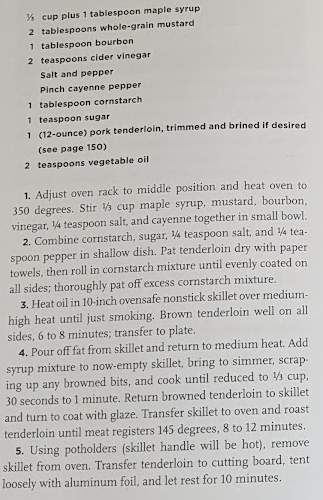 ⅓ cup plus 1 tablespoon maple syrup
2 tablespoons whole-grain mustard
1 tablespoon bourbon
2 teaspoons cider vinegar
Salt and pepper
Pinch cayenne pepper
1 tablespoon cornstarch
1 teaspoon sugar
1 (12-ounce) pork tenderloin, trimmed and brined if desired
(see page 150)
2 teaspoons vegetable oil
1. Adjust oven rack to middle position and heat oven to
350 degrees. Stir ⅓ cup maple syrup, mustard, bourbon,
vinegar, ¼ teaspoon salt, and cayenne together in small bowl.
2. Combine cornstarch, sugar, ¼ teaspoon salt, and ¼ tea-
spoon pepper in shallow dish. Pat tenderloin dry with paper
towels, then roll in cornstarch mixture until evenly coated on
all sides; thoroughly pat off excess cornstarch mixture.
3. Heat oil in 10-inch ovensafe nonstick skillet over medium-
high heat until just smoking. Brown tenderloin well on all
sides, 6 to 8 minutes; transfer to plate.
4. Pour off fat from skillet and return to medium heat. Add
syrup mixture to now-empty skillet, bring to simmer, scrap-
ing up any browned bits, and cook until reduced to ⅓ cup,
30 seconds to 1 minute. Return browned tenderloin to skillet
and turn to coat with glaze. Transfer skillet to oven and roast
tenderloin until meat registers 145 degrees, 8 to 12 minutes.
5. Using potholders (skillet handle will be hot), remove
skillet from oven. Transfer tenderloin to cutting board, tent
loosely with aluminum foil, and let rest for 10 minutes.